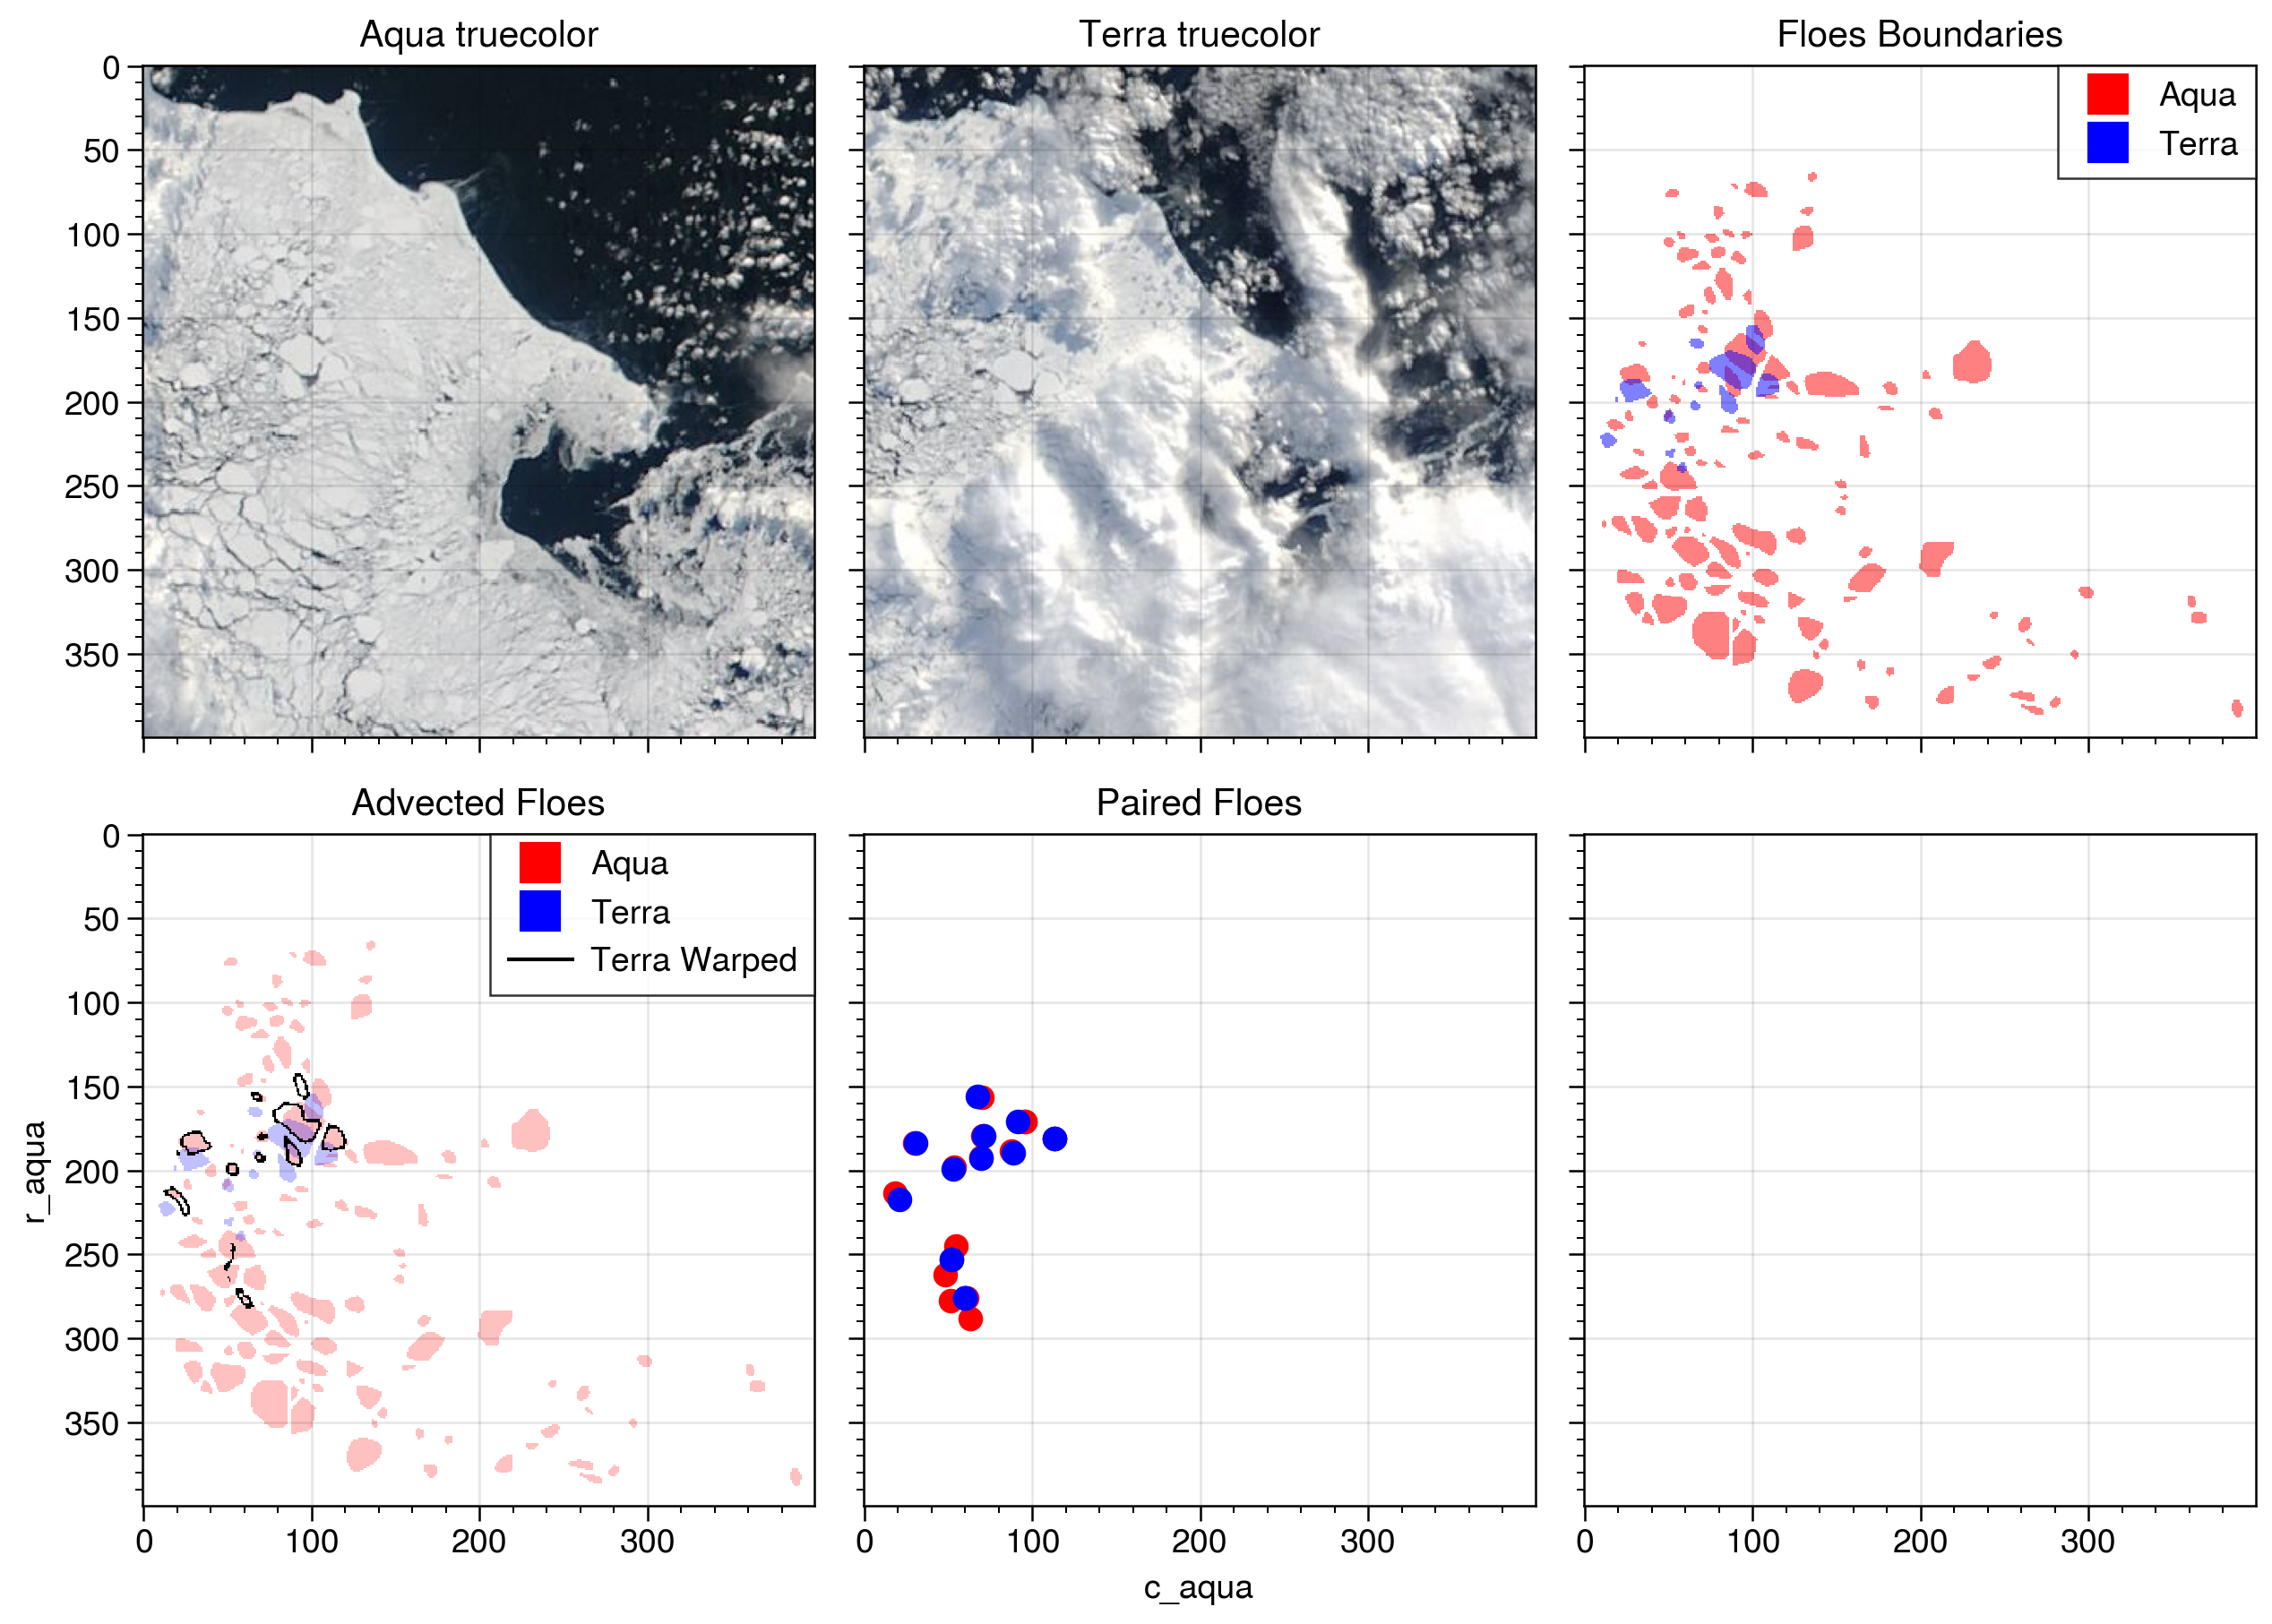 Aqua truecolor
Terra truecolor
Floes Boundaries
0
50
100
150
200
250
300
350
Aqua
Terra
Advected Floes
Paired Floes
0
50
100
150
200
250
300
350
Aqua
Terra
Terra Warped
r_aqua
0 100 200 300
0 100 200 300
0 100 200 300
c_aqua